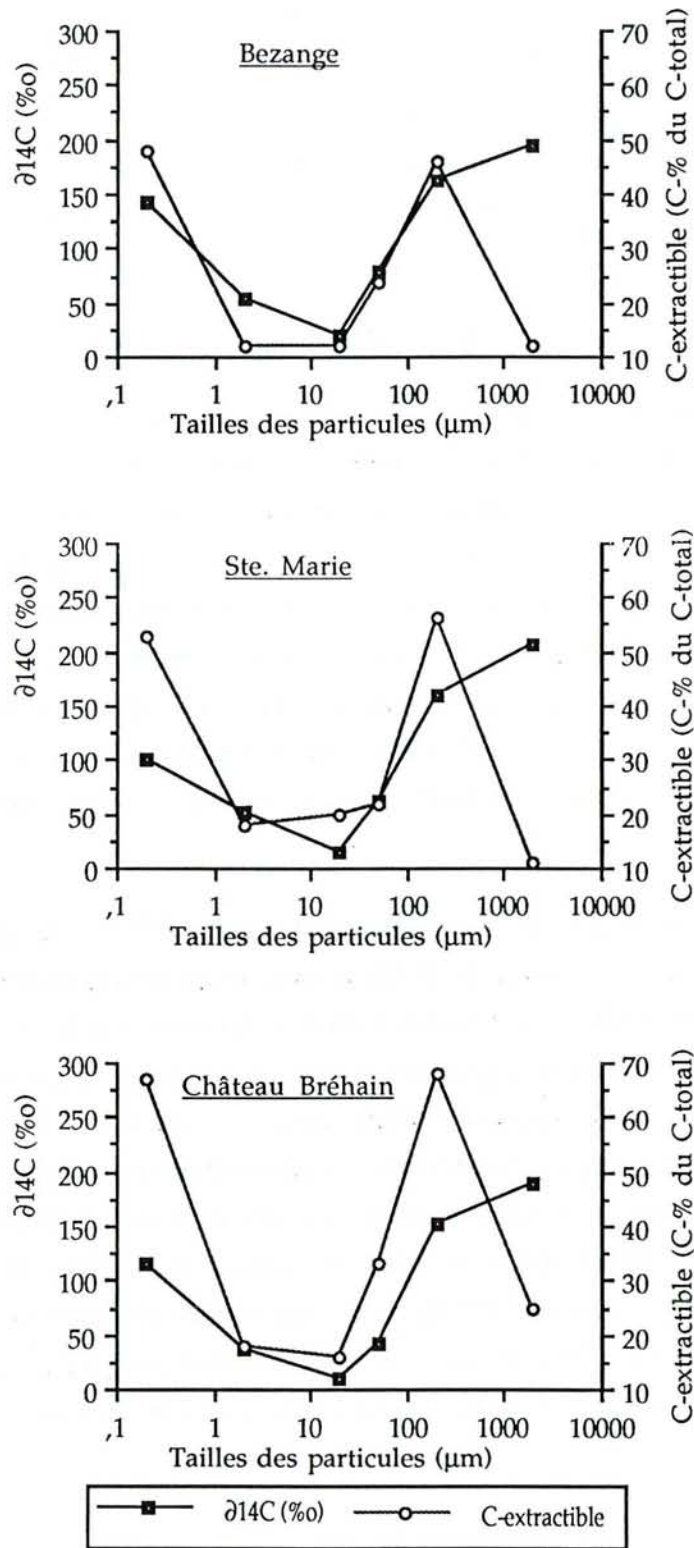 Bezange
∂14C (%o)
300
250
200
150
100
50
0
70
60
50
40
30
20
10
C-extractible (C-% du C-total)
,1 1 10 100 1000 10000
Tailles des particules (µm)
Ste. Marie
∂14C (%o)
300
250
200
150
100
50
0
70
60
50
40
30
20
10
C-extractible (C-% du C-total)
,1 1 10 100 1000 10000
Tailles des particules (µm)
Château Bréhain
∂14C (%o)
300
250
200
150
100
50
0
70
60
50
40
30
20
10
C-extractible (C-% du C-total)
,1 1 10 100 1000 10000
Tailles des particules (µm)
∂14C (%o) C-extractible